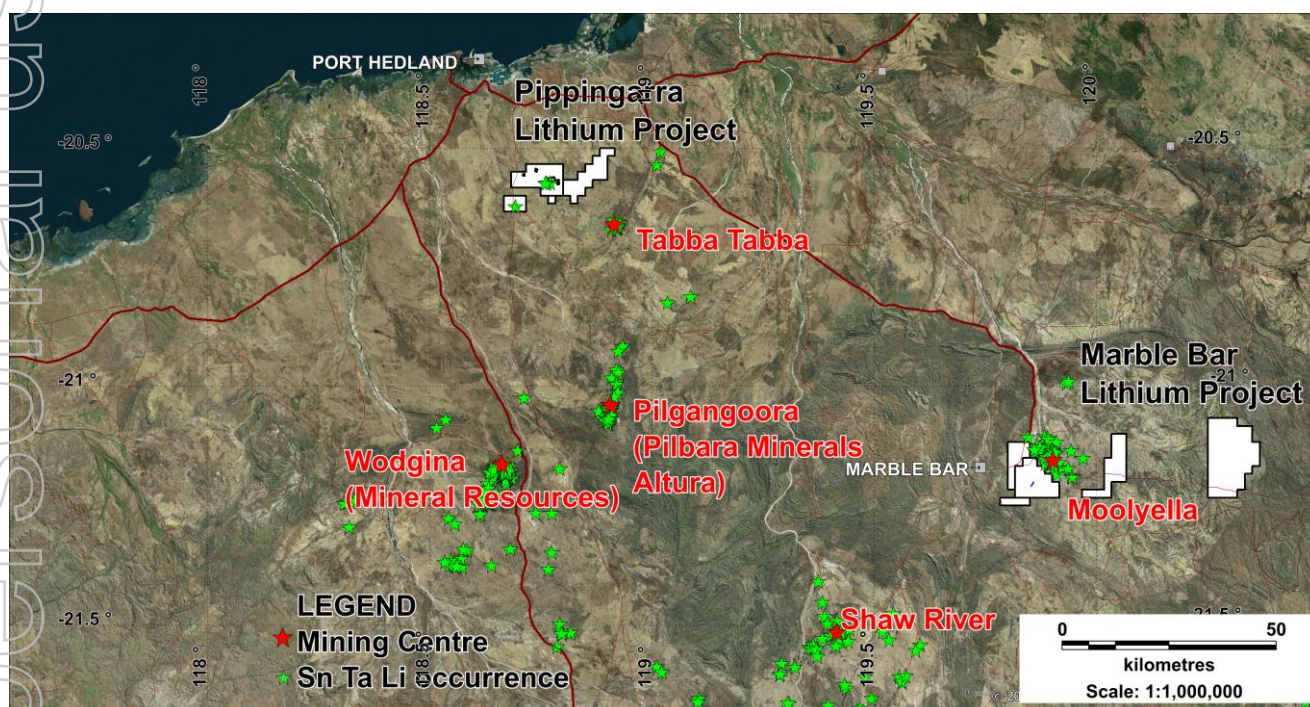 PORT HEDLAND
118 °
118.5 °
119 °
119.5 °
120 °
Pippingarra
Lithium Project
-20.5 °
-20.5 °
Tabba Tabba
-21 °
Marble Bar
Lithium Project
-21 °
Pilgangoora
(Pilbara Minerals
Altura)
Wodgina
(Mineral Resources)
MARBLE BAR
Moolyella
LEGEND
Mining Centre
Sn Ta Li occurrence
-21.5 °
Shaw River
-21.5 °
118 °
118.5 °
119 °
119.5 °
0 50
kilometres
Scale: 1:1,000,000